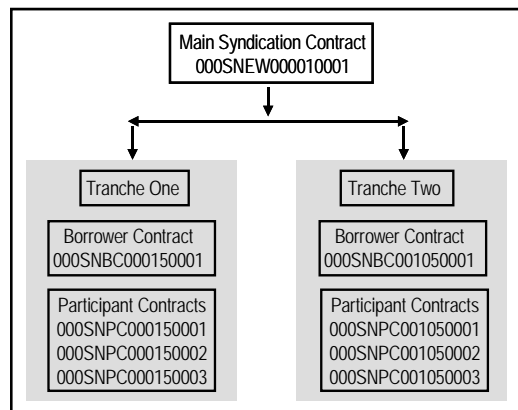 Main Syndication Contract
000SNEW000010001
Tranche One
Borrower Contract
000SNBC000150001
Participant Contracts
000SNPC000150001
000SNPC000150002
000SNPC000150003
Tranche Two
Borrower Contract
000SNBC001050001
Participant Contracts
000SNPC001050001
000SNPC001050002
000SNPC001050003